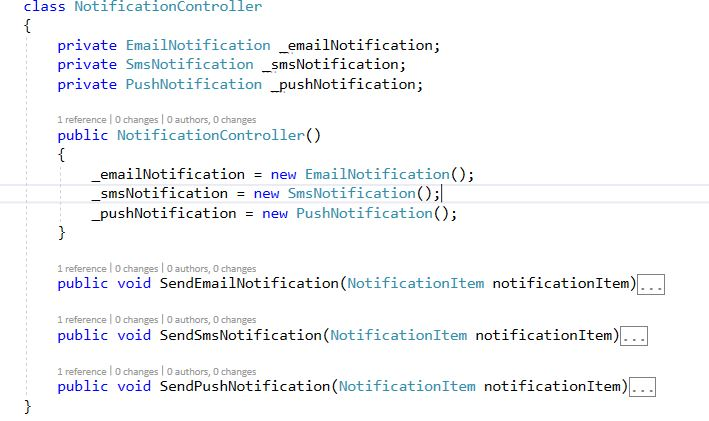 class NotificationController
{
private EmailNotification _emailNotification;
private SmsNotification _smsNotification;
private PushNotification _pushNotification;
1 reference | 0 changes | 0 authors, 0 changes
public NotificationController()
{
_emailNotification = new EmailNotification();
_smsNotification = new SmsNotification();
_pushNotification = new PushNotification();
}
1 reference | 0 changes | 0 authors, 0 changes
public void SendEmailNotification(NotificationItem notificationItem)...
1 reference | 0 changes | 0 authors, 0 changes
public void SendSmsNotification(NotificationItem notificationItem)...
1 reference | 0 changes | 0 authors, 0 changes
public void SendPushNotification(NotificationItem notificationItem)...
}